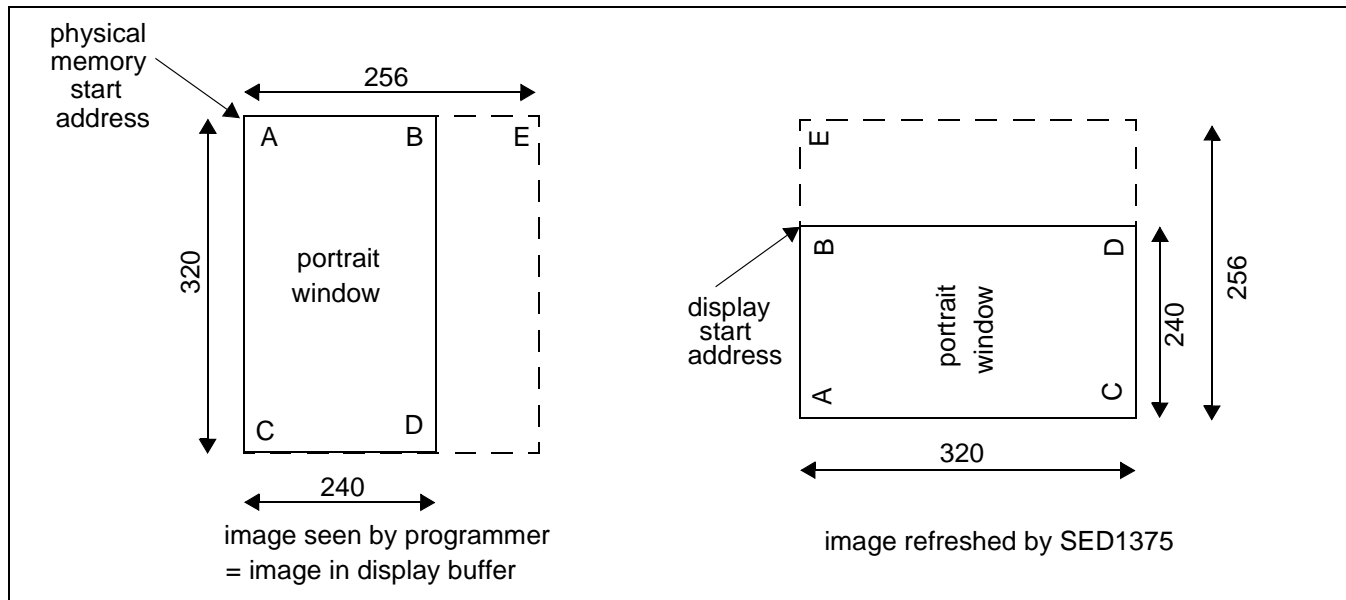 physical
memory
start
address
256
A
B
E
320
portrait
window
C
D
240
image seen by programmer
= image in display buffer
E
256
B
D
display
start
address
portrait
window
240
A
C
320
image refreshed by SED1375